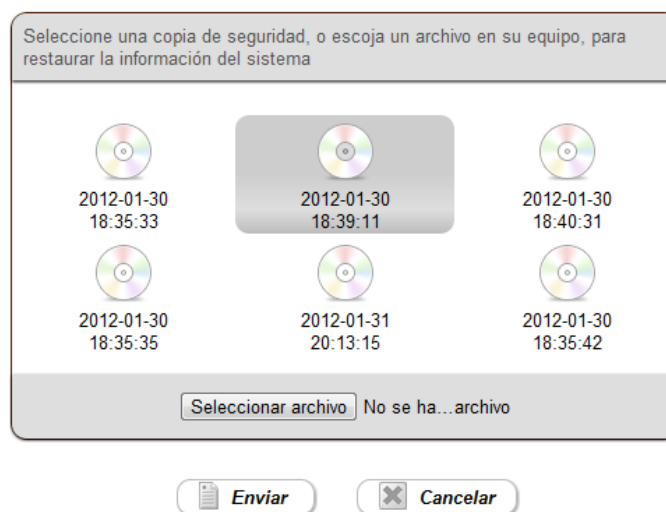 Seleccione una copia de seguridad, o escoja un archivo en su equipo, para
restaurar la información del sistema
2012-01-30
18:35:33
2012-01-30
18:39:11
2012-01-30
18:40:31
2012-01-30
18:35:35
2012-01-31
20:13:15
2012-01-30
18:35:42
Seleccionar archivo No se ha...archivo
Enviar
Cancelar